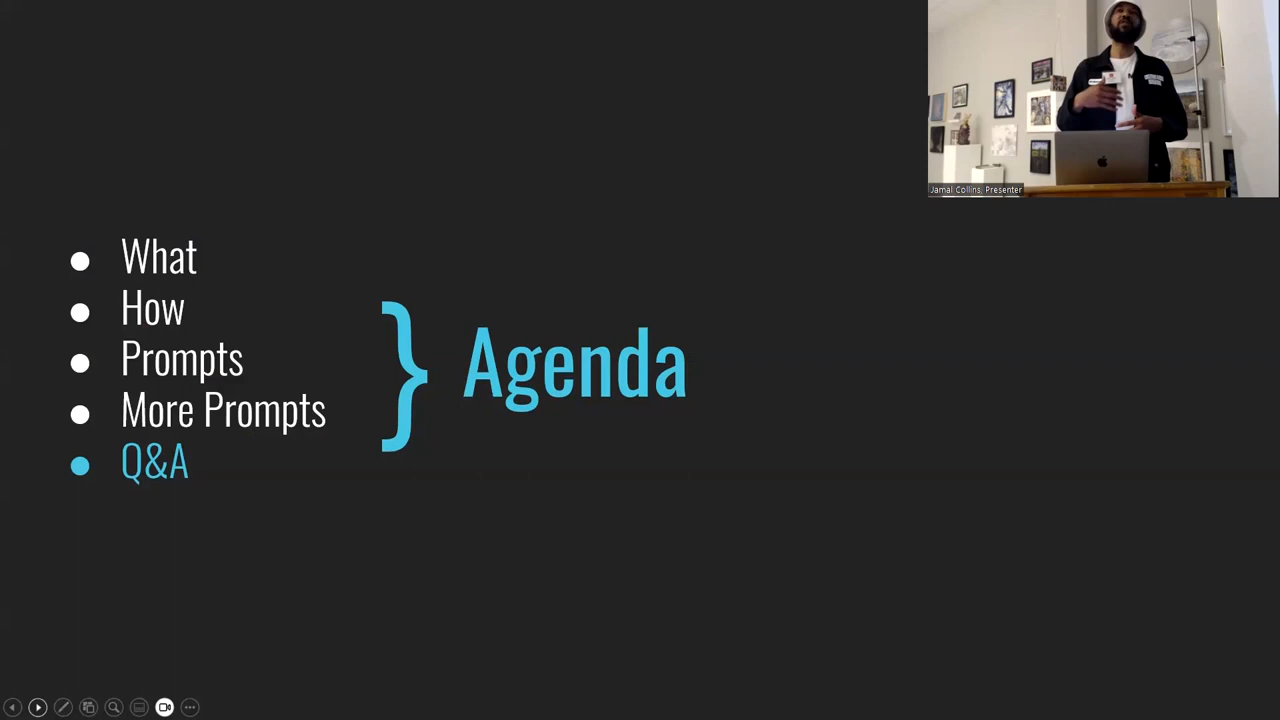 What
How
Prompts
More Prompts
Q&A
} Agenda
Jamal Collins, Presenter